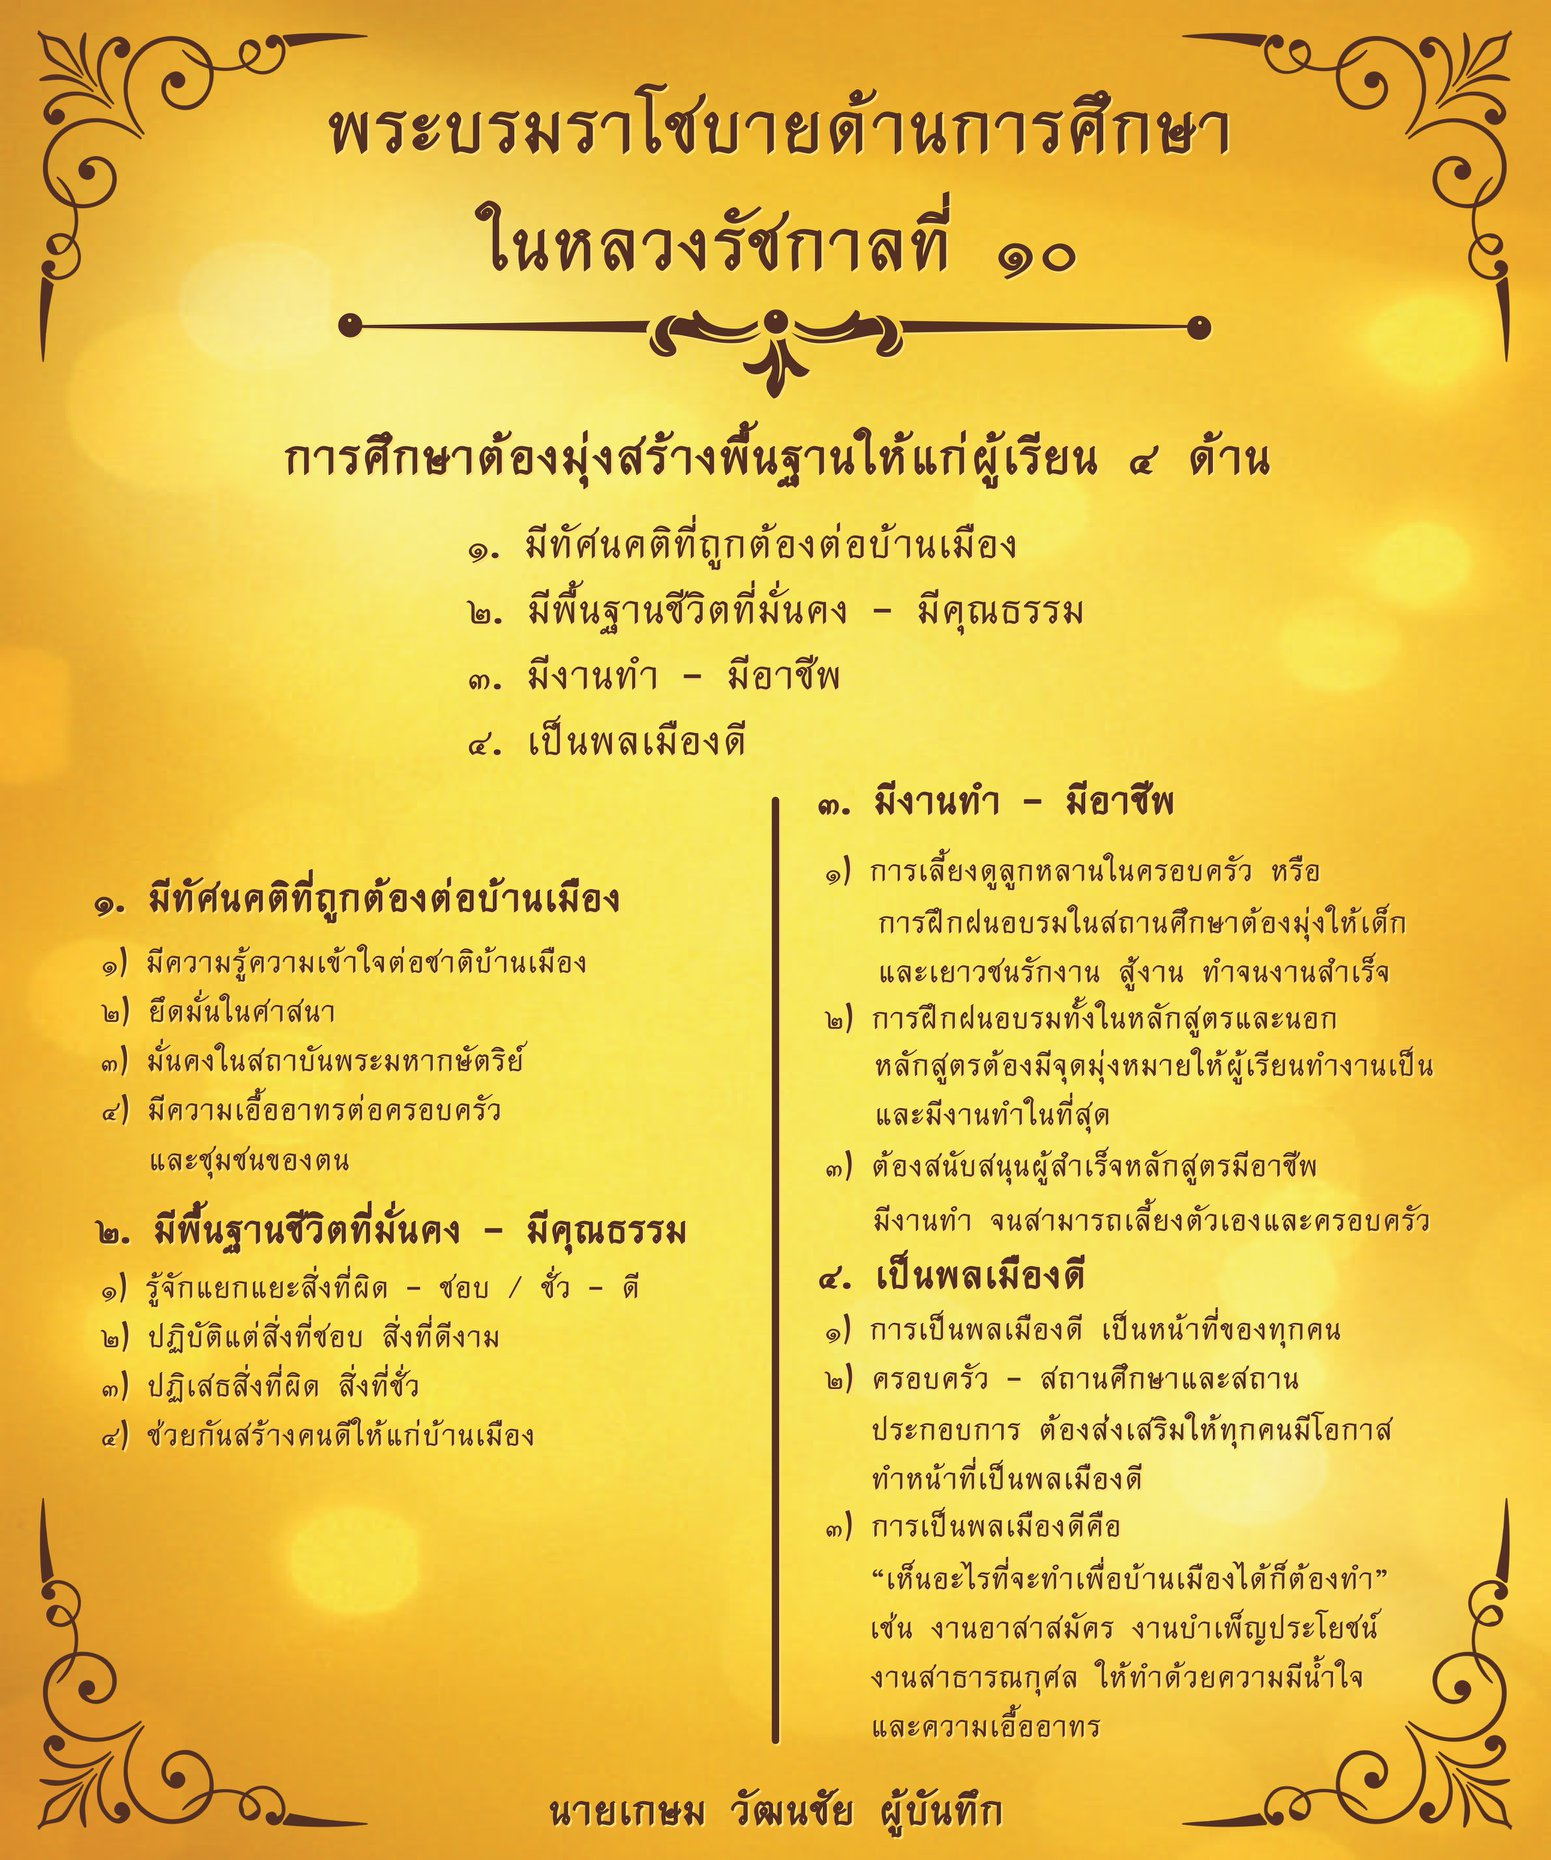 พระบรมราโชบายด้านการศึกษา
ในหลวงรัชกาลที่ ๑๐
การศึกษาต้องมุ่งสร้างพื้นฐานให้แก่ผู้เรียน ๔ ด้าน
๑. มีทัศนคติที่ถูกต้องต่อบ้านเมือง
๒. มีพื้นฐานชีวิตที่มั่นคง - มีคุณธรรม
๓. มีงานทำ - มีอาชีพ
๔. เป็นพลเมืองดี
๑. มีทัศนคติที่ถูกต้องต่อบ้านเมือง
๑) มีความรู้ความเข้าใจต่อชาติบ้านเมือง
๒) ยึดมั่นในศาสนา
๓) มั่นคงในสถาบันพระมหากษัตริย์
๔) มีความเอื้ออาทรต่อครอบครัว
และชุมชนของตน
๒. มีพื้นฐานชีวิตที่มั่นคง - มีคุณธรรม
๑) รู้จักแยกแยะสิ่งที่ผิด - ชอบ / ชั่ว - ดี
๒) ปฏิบัติแต่สิ่งที่ชอบ สิ่งที่ดีงาม
๓) ปฏิเสธสิ่งที่ผิด สิ่งที่ชั่ว
๔) ช่วยกันสร้างคนดีให้แก่บ้านเมือง
๓. มีงานทำ - มีอาชีพ
๑) การเลี้ยงดูลูกหลานในครอบครัว หรือ
การฝึกฝนอบรมในสถานศึกษาต้องมุ่งให้เด็ก
และเยาวชนรักงาน สู้งาน ทำจนงานสำเร็จ
๒) การฝึกฝนอบรมทั้งในหลักสูตรและนอก
หลักสูตรต้องมีจุดมุ่งหมายให้ผู้เรียนทำงานเป็น
และมีงานทำในที่สุด
๓) ต้องสนับสนุนผู้สำเร็จหลักสูตรมีอาชีพ
มีงานทำ จนสามารถเลี้ยงตัวเองและครอบครัว
๔. เป็นพลเมืองดี
๑) การเป็นพลเมืองดี เป็นหน้าที่ของทุกคน
๒) ครอบครัว - สถานศึกษาและสถาน
ประกอบการ ต้องส่งเสริมให้ทุกคนมีโอกาส
ทำหน้าที่เป็นพลเมืองดี
๓) การเป็นพลเมืองดีคือ
“เห็นอะไรที่จะทำเพื่อบ้านเมืองได้ก็ต้องทำ”
เช่น งานอาสาสมัคร งานบำเพ็ญประโยชน์
งานสาธารณกุศล ให้ทำด้วยความมีน้ำใจ
และความเอื้ออาทร
นายเกษม วัฒนชัย ผู้บันทึก